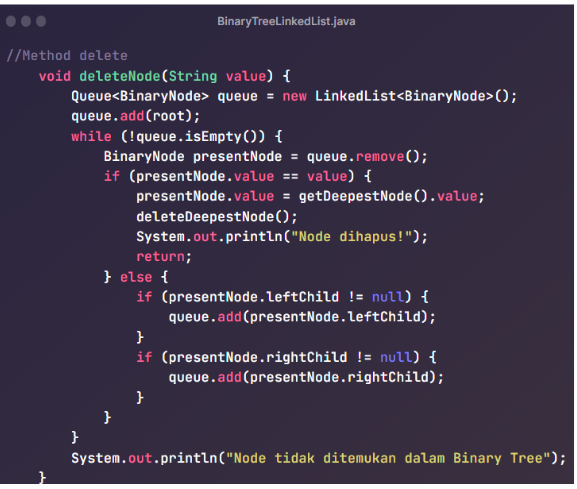 BinaryTreeLinkedList.java
//Method delete
void deleteNode(String value) {
Queue<BinaryNode> queue = new LinkedList<BinaryNode>();
queue.add(root);
while (!queue.isEmpty()) {
BinaryNode presentNode = queue.remove();
if (presentNode.value == value) {
presentNode.value = getDeepestNode().value;
deleteDeepestNode();
System.out.println("Node dihapus!");
return;
} else {
if (presentNode.leftChild != null) {
queue.add(presentNode.leftChild);
}
if (presentNode.rightChild != null) {
queue.add(presentNode.rightChild);
}
}
}
System.out.println("Node tidak ditemukan dalam Binary Tree");
}